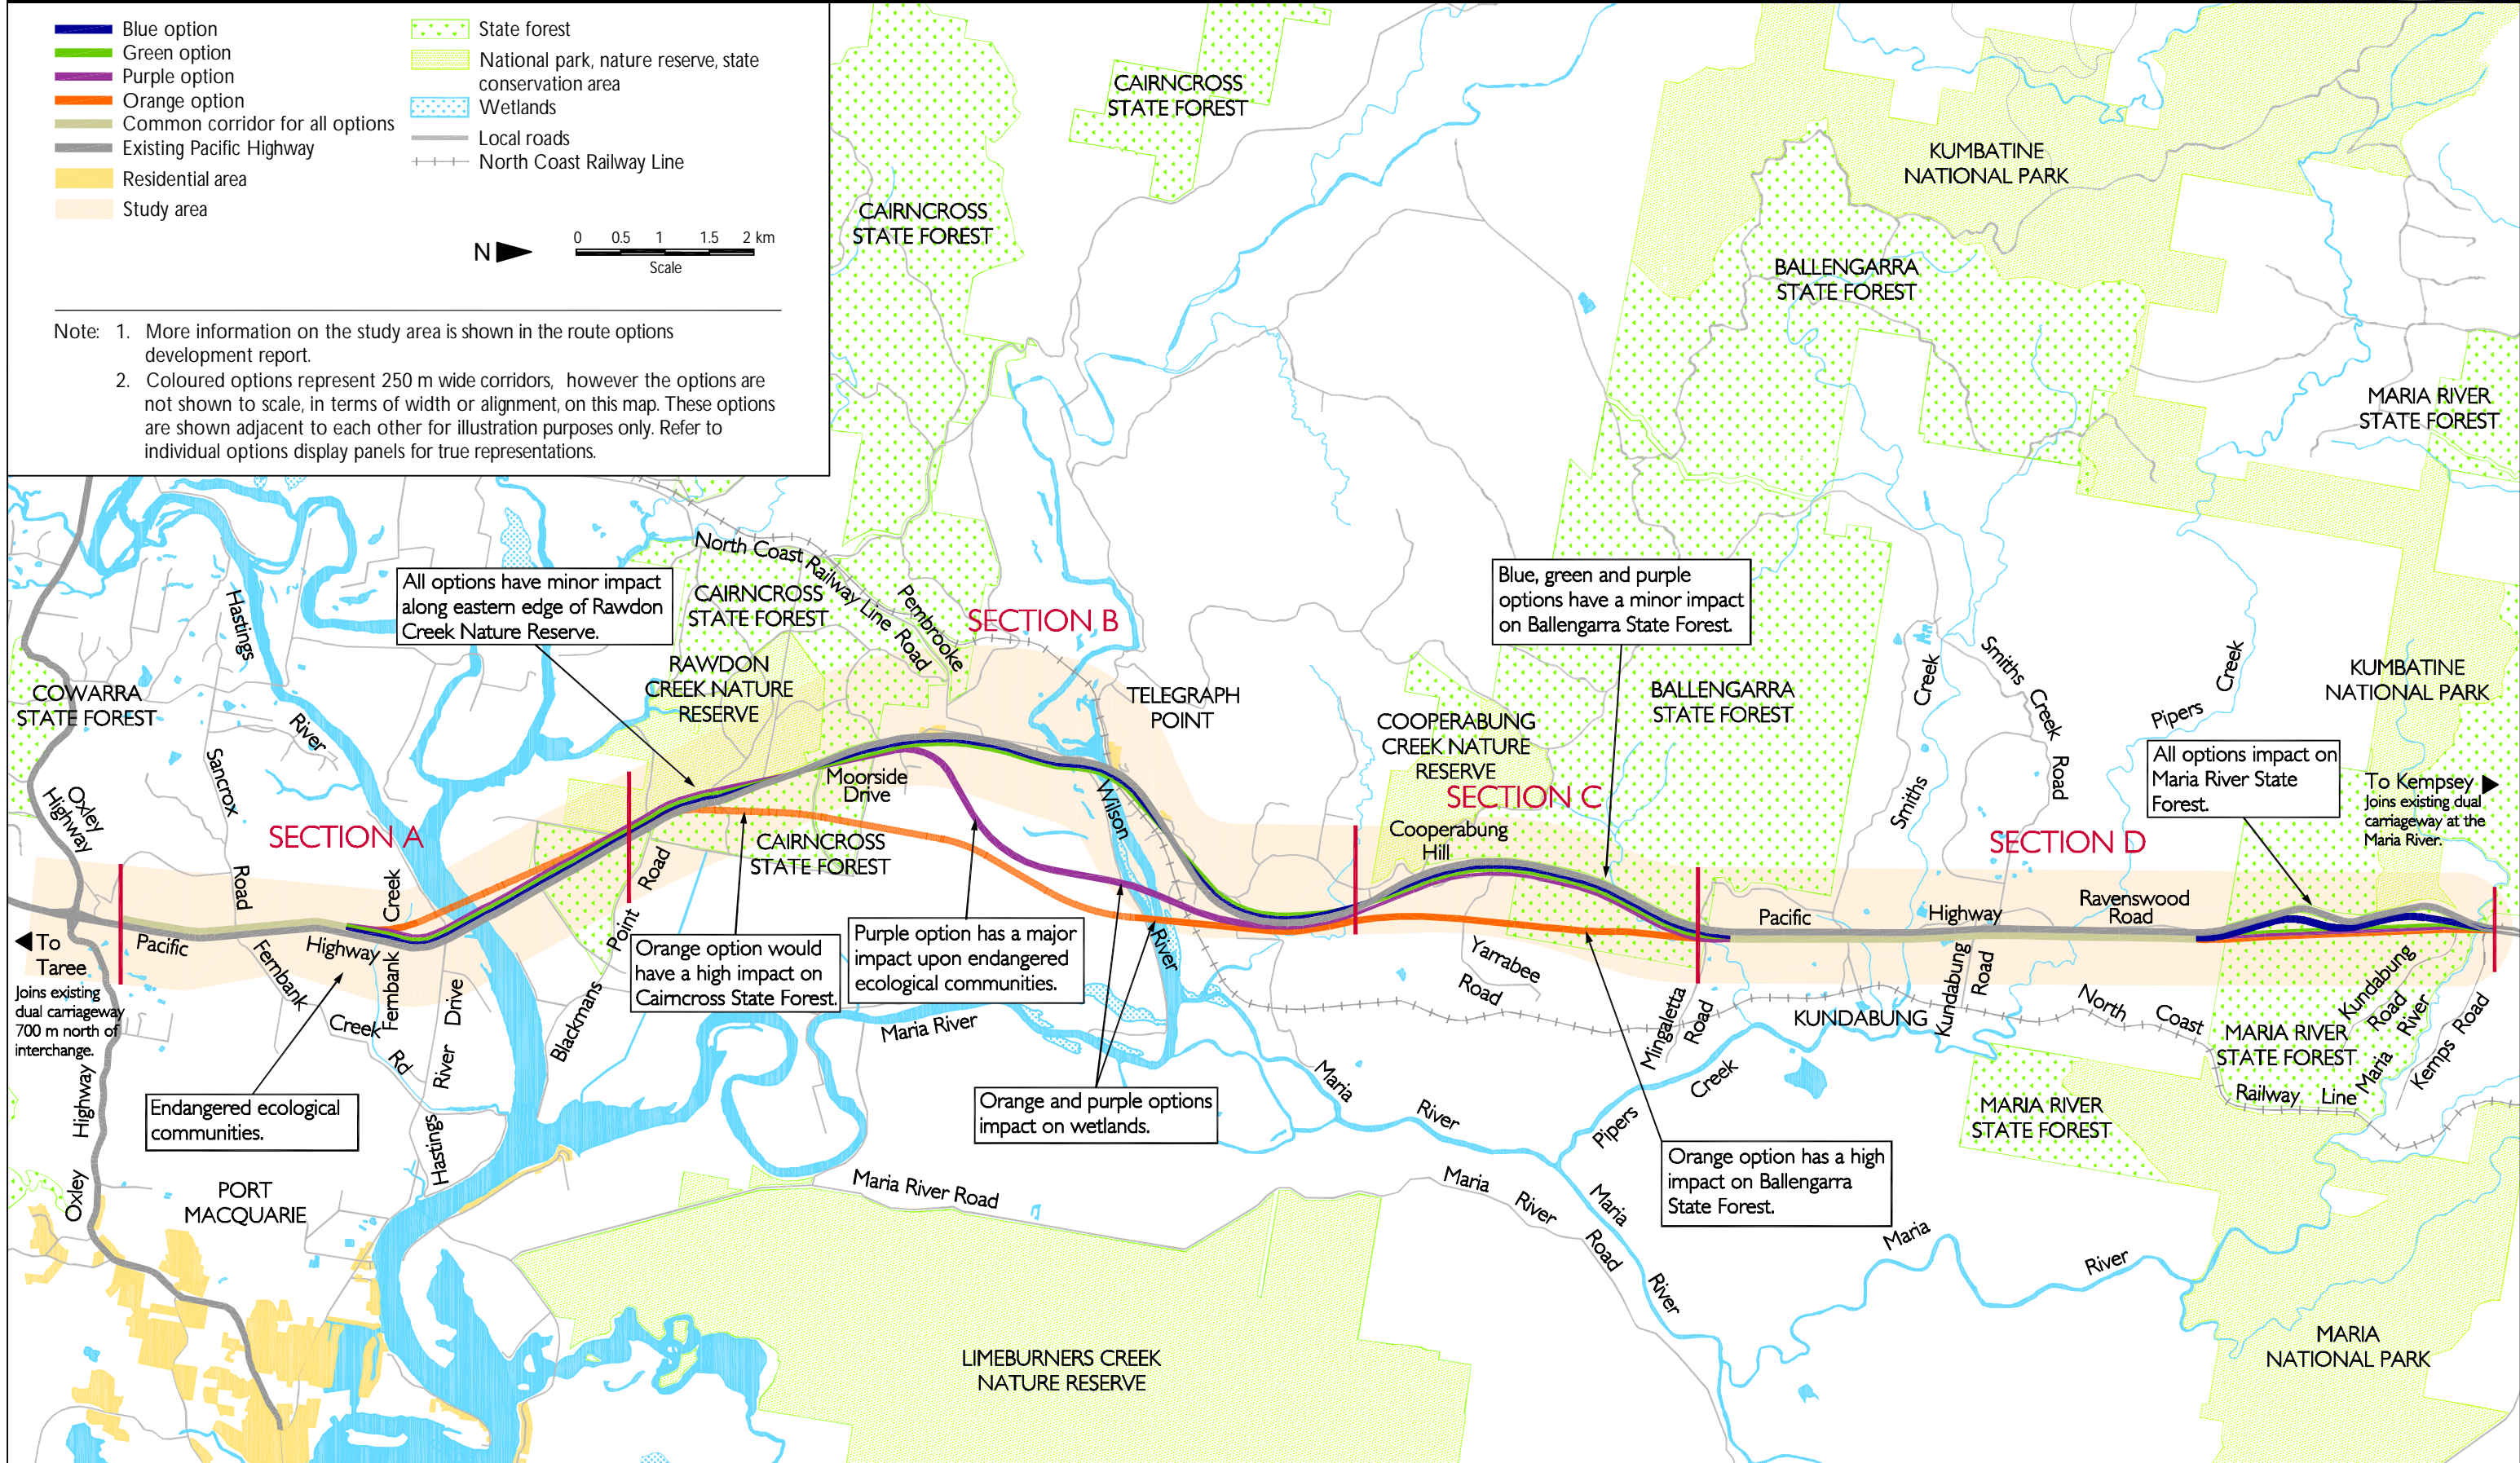 Blue option
Green option
Purple option
Orange option
Common corridor for all options
Existing Pacific Highway
Residential area
Study area
State forest
National park, nature reserve, state
conservation area
Wetlands
Local roads
North Coast Railway Line
N
0 0.5 1 1.5 2 km
Scale
Note: 1. More information on the study area is shown in the route options
development report.
2. Coloured options represent 250 m wide corridors, however the options are
not shown to scale, in terms of width or alignment, on this map. These options
are shown adjacent to each other for illustration purposes only. Refer to
individual options display panels for true representations.
CAIRNCROSS
STATE FOREST
CAIRNCROSS
STATE FOREST
KUMBATINE
NATIONAL PARK
BALLENGARRA
STATE FOREST
MARIA RIVER
STATE FOREST
North Coast Railway Line
Pembrooke
Road
All options have minor impact
along eastern edge of Rawdon
Creek Nature Reserve.
CAIRNCROSS
STATE FOREST
SECTION B
Blue, green and purple
options have a minor impact
on Ballengarra State Forest.
Hastings
River
RAWDON
CREEK NATURE
RESERVE
COWARRA
STATE FOREST
TELEGRAPH
POINT
COOPERABUNG
CREEK NATURE
RESERVE
SECTION C
BALLENGARRA
STATE FOREST
Smiths
Creek
Smiths
Creek
Road
Pipers
Creek
KUMBATINE
NATIONAL PARK
All options impact on
Maria River State
Forest.
To Kempsey
Joins existing dual
carriageway at the
Maria River.
Oxley
Highway
Sancrox
Road
SECTION A
Moorside
Drive
CAIRNCROSS
STATE FOREST
Wilson
River
Cooperabung
Hill
SECTION D
Creek
Fernbank
Pacific
Highway
Pacific
Highway
Ravenswood
Road
To
Taree
Joins existing
dual carriageway
700 m north of
interchange.
Fernbank
Creek
Rd
Hastings
River
Drive
Blackmans
Point
Road
Orange option would
have a high impact on
Cairncross State Forest.
Purple option has a major
impact upon endangered
ecological communities.
Maria River
Yarrabee
Road
Mingaletta
Road
KUNDABUNG
Kundabung
Road
North
Coast
Railway
Line
MARIA RIVER
STATE FOREST
Kundabung
Road
Maria
River
Kemps
Road
Endangered ecological
communities.
Orange and purple options
impact on wetlands.
Maria
River
Pipers
Creek
MARIA RIVER
STATE FOREST
Orange option has a high
impact on Ballengarra
State Forest.
Highway
Oxley
PORT
MACQUARIE
Maria River Road
Maria
River
Road
Maria
River
Maria
River
LIMEBURNERS CREEK
NATURE RESERVE
MARIA
NATIONAL PARK